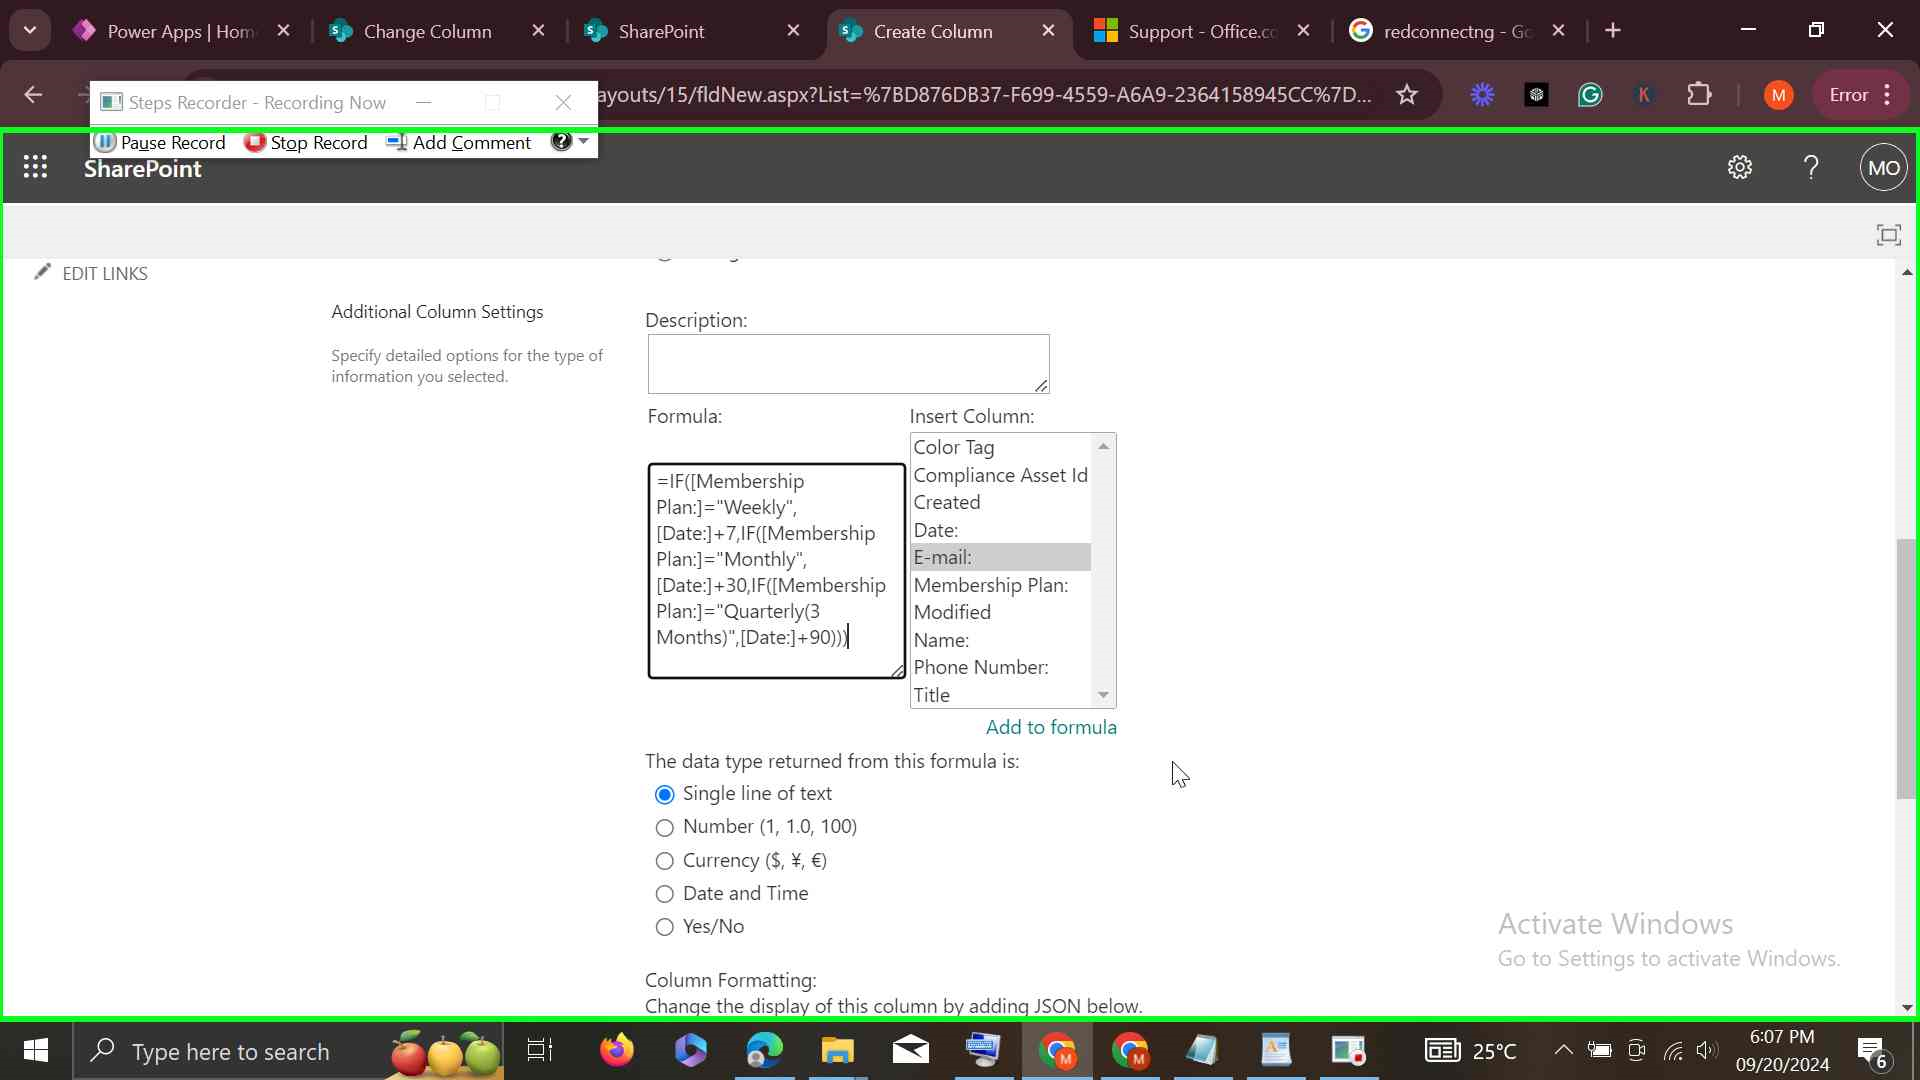 Power Apps | Hom
Change Column
SharePoint
Create Column
Support - Office.co
redconnectng - Go
Steps Recorder - Recording Now
ayouts/15/fldNew.aspx?List=%7BD876DB37-F699-4559-A6A9-2364158945CC%7D...
K
M
Error
Pause Record
Stop Record
Add Comment
SharePoint
MO
EDIT LINKS
Additional Column Settings
Specify detailed options for the type of
information you selected.
Description:
Formula:
Insert Column:
=IF([Membership
Plan:]="Weekly",
[Date:]+7,IF([Membership
Plan:]="Monthly",
[Date:]+30,IF([Membership
Plan:]="Quarterly(3
Months)",[Date:]+90)))
Color Tag
Compliance Asset Id
Created
Date:
E-mail:
Membership Plan:
Modified
Name:
Phone Number:
Title
Add to formula
The data type returned from this formula is:
Single line of text
Number (1, 1.0, 100)
Currency ($, ¥, €)
Date and Time
Yes/No
Column Formatting:
Change the display of this column by adding JSON below.
Activate Windows
Go to Settings to activate Windows.
Type here to search
25°C
6:07 PM
09/20/2024
6